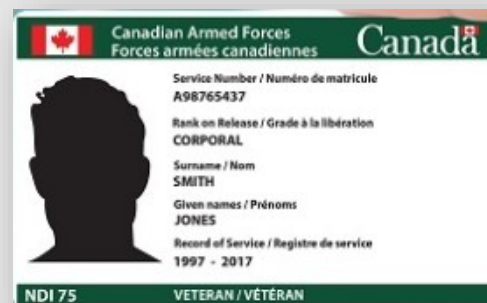 Canadian Armed Forces
Forces armées canadiennes
Canada
Service Number / Numéro de matricule
A98765437
Rank on Release / Grade à la libération
CORPORAL
Surname / Nom
SMITH
Given names / Prénoms
JONES
Record of Service / Registre de service
1997 - 2017
NDI 75
VETERAN / VÉTÉRAN